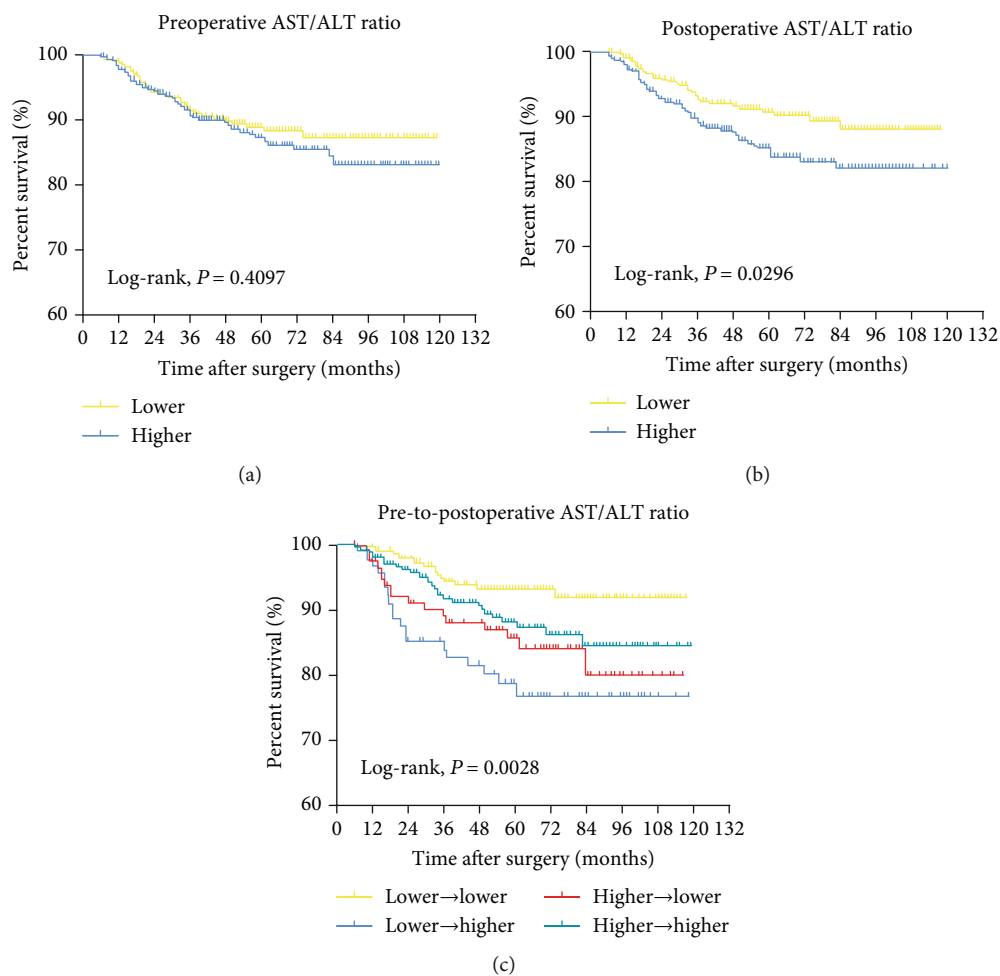 Preoperative AST/ALT ratio
100
90
80
70
60
Percent survival (%)
Log-rank, P = 0.4097
0 12 24 36 48 60 72 84 96 108 120 132
Time after surgery (months)
Lower
Higher
(a)
Postoperative AST/ALT ratio
100
90
80
70
60
Percent survival (%)
Log-rank, P = 0.0296
0 12 24 36 48 60 72 84 96 108 120 132
Time after surgery (months)
Lower
Higher
(b)
Pre-to-postoperative AST/ALT ratio
100
90
80
70
60
Percent survival (%)
Log-rank, P = 0.0028
0 12 24 36 48 60 72 84 96 108 120 132
Time after surgery (months)
Lower→lower Higher→lower
Lower→higher Higher→higher
(c)